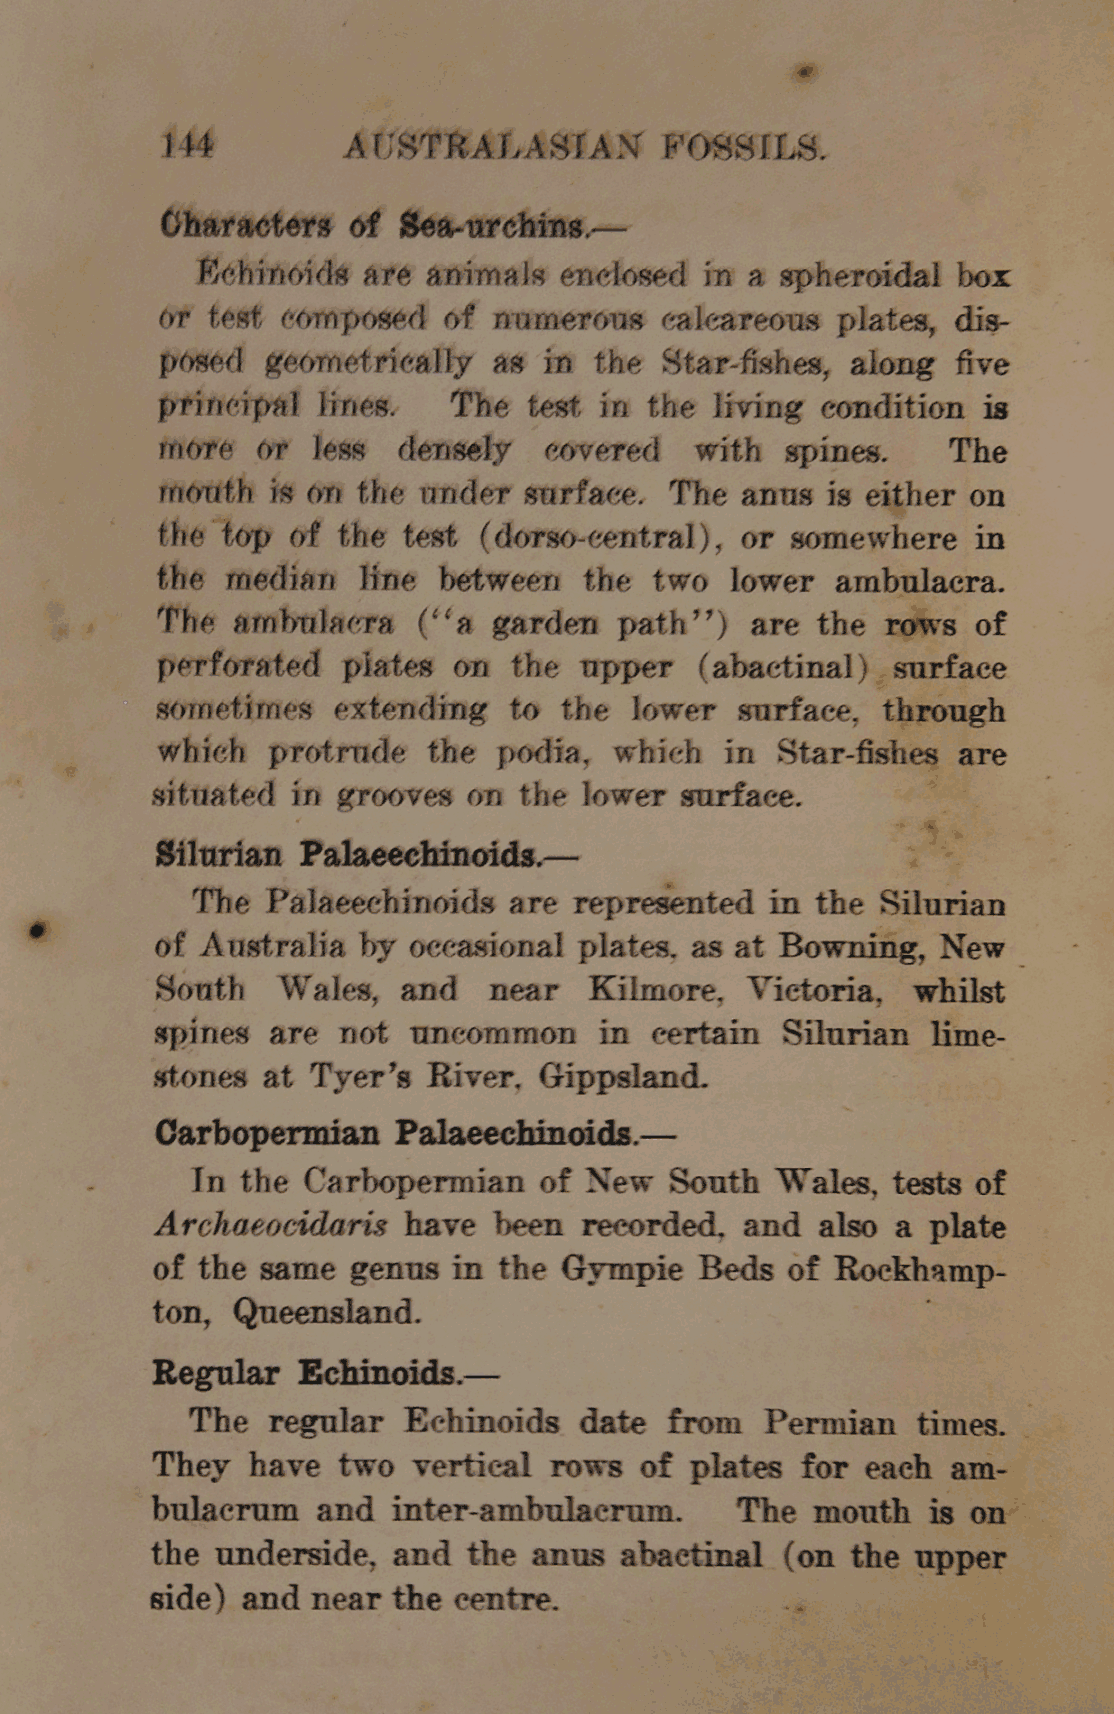 144 AUSTRALASIAN FOSSILS.
Characters of Sea-urchins.—
Echinoids are animals enclosed in a spheroidal box
or test composed of numerous calcareous plates, dis-
posed geometrically as in the Star-fishes, along five
principal lines. The test in the living condition is
more or less densely covered with spines. The
mouth is on the under surface. The anus is either on
the top of the test (dorso-central), or somewhere in
the median line between the two lower ambulacra.
The ambulacra (“a garden path”) are the rows of
perforated plates on the upper (abactinal) surface
sometimes extending to the lower surface, through
which protrude the podia, which in Star-fishes are
situated in grooves on the lower surface.
Silurian Palaeechinoids.—
The Palaeechinoids are represented in the Silurian
of Australia by occasional plates, as at Bowning, New
South Wales, and near Kilmore, Victoria, whilst
spines are not uncommon in certain Silurian lime-
stones at Tyer's River, Gippsland.
Carbopermian Palaeechinoids.—
In the Carbopermian of New South Wales, tests of
Archaeocidaris have been recorded, and also a plate
of the same genus in the Gympie Beds of Rockhamp-
ton, Queensland.
Regular Echinoids.—
The regular Echinoids date from Permian times.
They have two vertical rows of plates for each am-
bulacrum and inter-ambulacrum. The mouth is on
the underside, and the anus abactinal (on the upper
side) and near the centre.